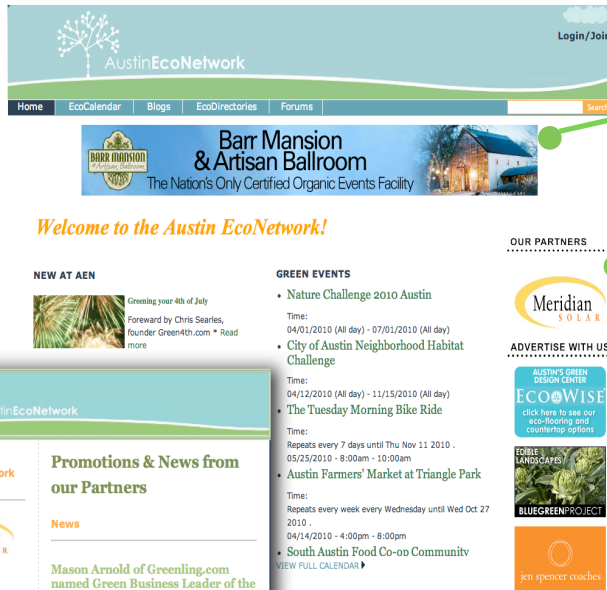 Login/Join
AustinEcoNetwork
Home EcoCalendar Blogs EcoDirectories Forums Search
BARR MANSION
Barr Mansion
& Artisan Ballroom
The Nation's Only Certified Organic Events Facility
Welcome to the Austin EcoNetwork!
NEW AT AEN
Greening your 4th of July
Foreward by Chris Searles,
founder Green4th.com * Read
more
GREEN EVENTS
• Nature Challenge 2010 Austin
Time:
04/01/2010 (All day) - 07/01/2010 (All day)
• City of Austin Neighborhood Habitat
Challenge
Time:
04/12/2010 (All day) - 11/15/2010 (All day)
• The Tuesday Morning Bike Ride
Time:
Repeats every 7 days until Thu Nov 11 2010 .
05/25/2010 - 8:00am - 10:00am
• Austin Farmers' Market at Triangle Park
Time:
Repeats every week every Wednesday until Wed Oct 27
2010 .
04/14/2010 - 4:00pm - 8:00pm
• South Austin Food Co-op Community
VIEW FULL CALENDAR
OUR PARTNERS
Meridian
SOLAR
ADVERTISE WITH US
AUSTIN'S GREEN
DESIGN CENTER
ECOWISE
click here to see our
eco-flooring and
countertop options
EDIBLE
LANDSCAPES
BLUEGREENPROJECT
jen spencer coaches
tinEcoNetwork
ork
R
Promotions & News from
our Partners
News
Mason Arnold of Greenling.com
named Green Business Leader of the